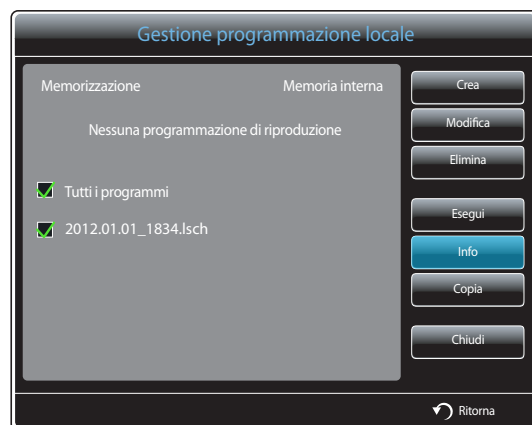 Gestione programmazione locale
Memorizzazione Memoria interna
Nessuna programmazione di riproduzione
Tutti i programmi
2012.01.01_1834.lsch
Crea
Modifica
Elimina
Esegui
Info
Copia
Chiudi
Ritorna